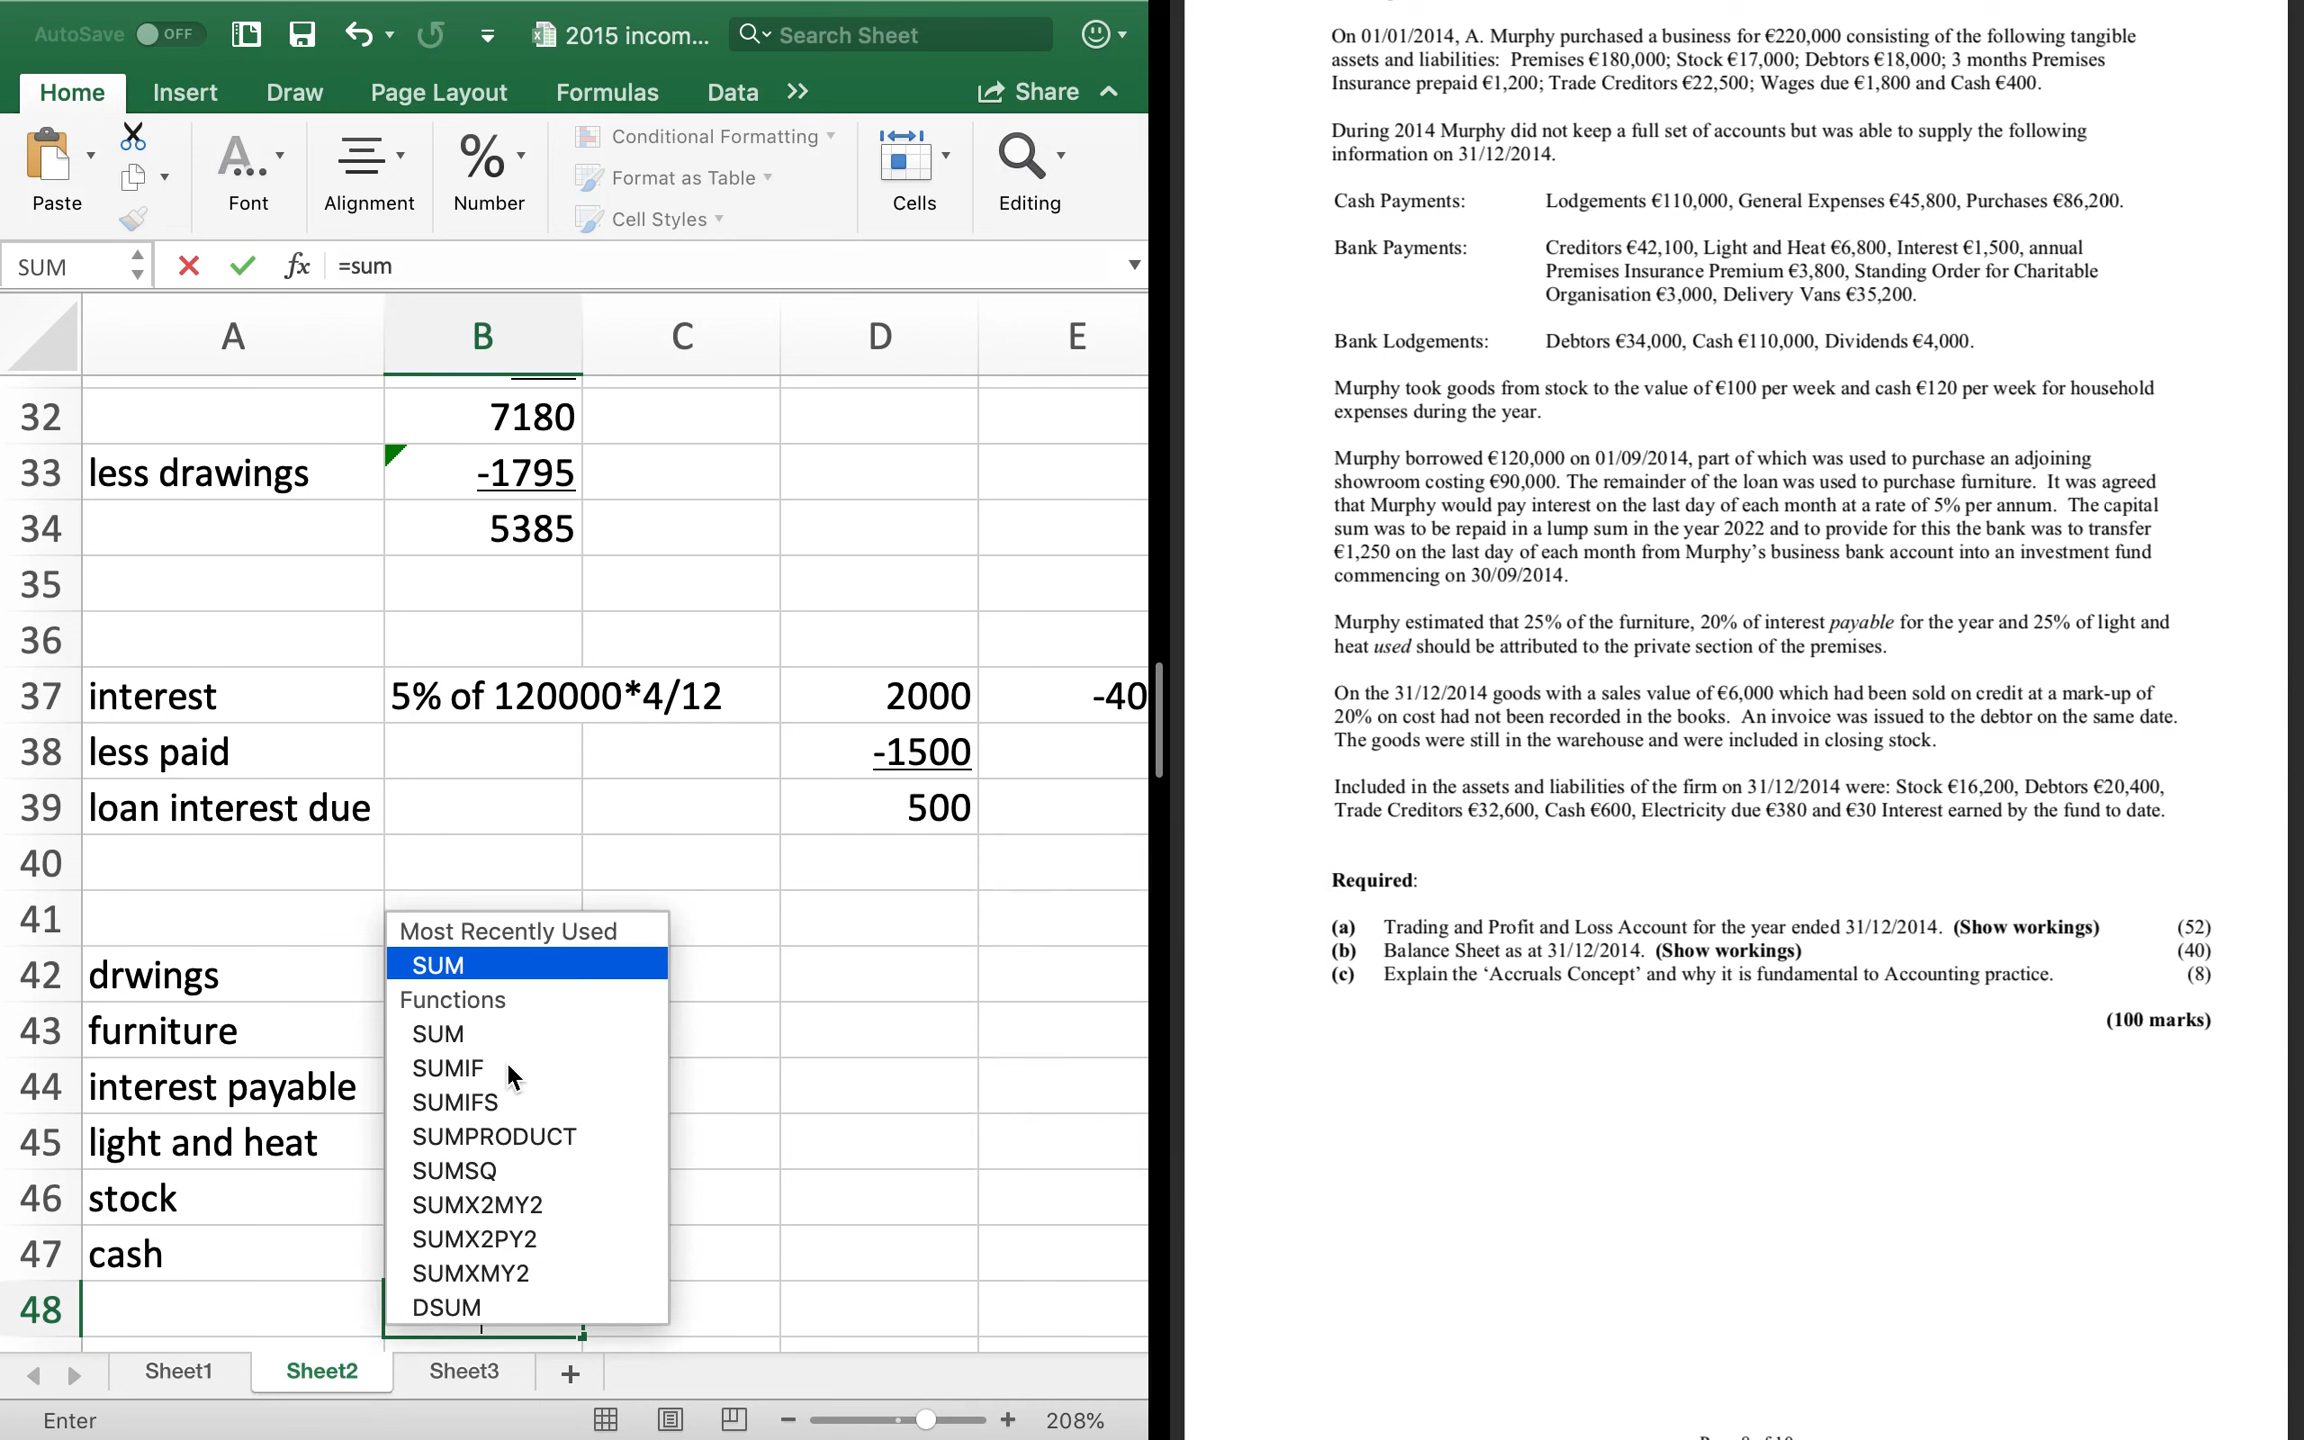 AutoSave OFF 2015 incom... Search Sheet
Home Insert Draw Page Layout Formulas Data Share
Conditional Formatting
Format as Table
Cell Styles
Paste Font Alignment Number Cells Editing
SUM fx =sum
A B C D E
32 7180
33 less drawings -1795
34 5385
35
36
37 interest 5% of 120000*4/12 2000 -40
38 less paid -1500
39 loan interest due 500
40
41
42 drwings
43 furniture
44 interest payable
45 light and heat
46 stock
47 cash
48
Most Recently Used
SUM
Functions
SUM
SUMIF
SUMIFS
SUMPRODUCT
SUMSQ
SUMX2MY2
SUMX2PY2
SUMXMY2
DSUM
Sheet1 Sheet2 Sheet3
Enter 208%
On 01/01/2014, A. Murphy purchased a business for €220,000 consisting of the following tangible
assets and liabilities: Premises €180,000; Stock €17,000; Debtors €18,000; 3 months Premises
Insurance prepaid €1,200; Trade Creditors €22,500; Wages due €1,800 and Cash €400.
During 2014 Murphy did not keep a full set of accounts but was able to supply the following
information on 31/12/2014.
Cash Payments: Lodgements €110,000, General Expenses €45,800, Purchases €86,200.
Bank Payments: Creditors €42,100, Light and Heat €6,800, Interest €1,500, annual
Premises Insurance Premium €3,800, Standing Order for Charitable
Organisation €3,000, Delivery Vans €35,200.
Bank Lodgements: Debtors €34,000, Cash €110,000, Dividends €4,000.
Murphy took goods from stock to the value of €100 per week and cash €120 per week for household
expenses during the year.
Murphy borrowed €120,000 on 01/09/2014, part of which was used to purchase an adjoining
showroom costing €90,000. The remainder of the loan was used to purchase furniture. It was agreed
that Murphy would pay interest on the last day of each month at a rate of 5% per annum. The capital
sum was to be repaid in a lump sum in the year 2022 and to provide for this the bank was to transfer
€1,250 on the last day of each month from Murphy's business bank account into an investment fund
commencing on 30/09/2014.
Murphy estimated that 25% of the furniture, 20% of interest payable for the year and 25% of light and
heat used should be attributed to the private section of the premises.
On the 31/12/2014 goods with a sales value of €6,000 which had been sold on credit at a mark-up of
20% on cost had not been recorded in the books. An invoice was issued to the debtor on the same date.
The goods were still in the warehouse and were included in closing stock.
Included in the assets and liabilities of the firm on 31/12/2014 were: Stock €16,200, Debtors €20,400,
Trade Creditors €32,600, Cash €600, Electricity due €380 and €30 Interest earned by the fund to date.
Required:
(a) Trading and Profit and Loss Account for the year ended 31/12/2014. (Show workings) (52)
(b) Balance Sheet as at 31/12/2014. (Show workings) (40)
(c) Explain the 'Accruals Concept' and why it is fundamental to Accounting practice. (8)
(100 marks)